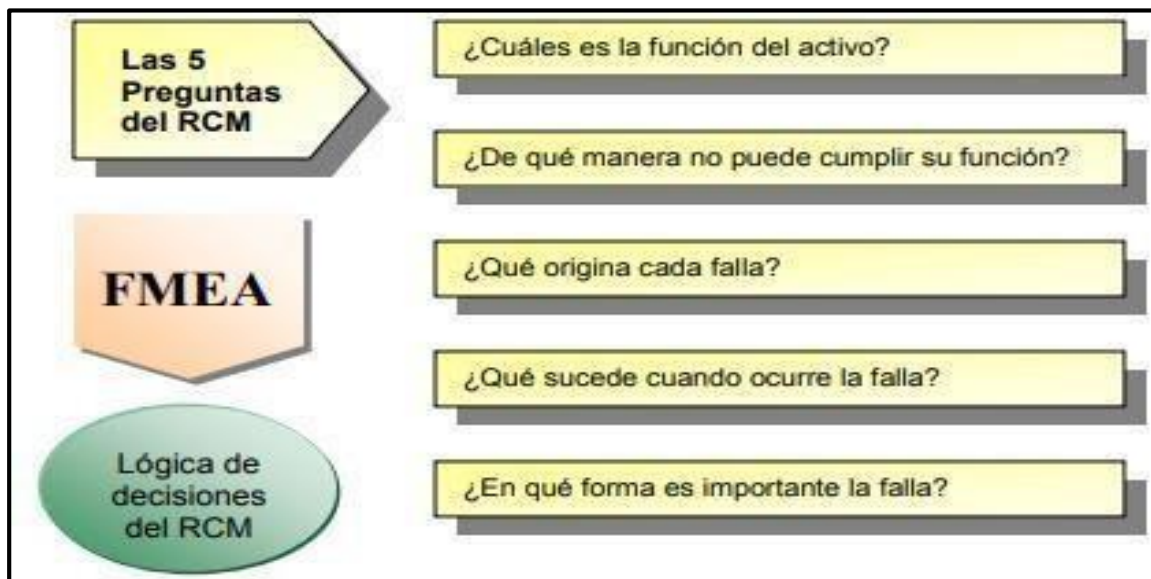 Las 5
Preguntas
del RCM
¿Cuáles es la función del activo?
¿De qué manera no puede cumplir su función?
¿Qué origina cada falla?
¿Qué sucede cuando ocurre la falla?
¿En qué forma es importante la falla?
FMEA
Lógica de
decisiones
del RCM